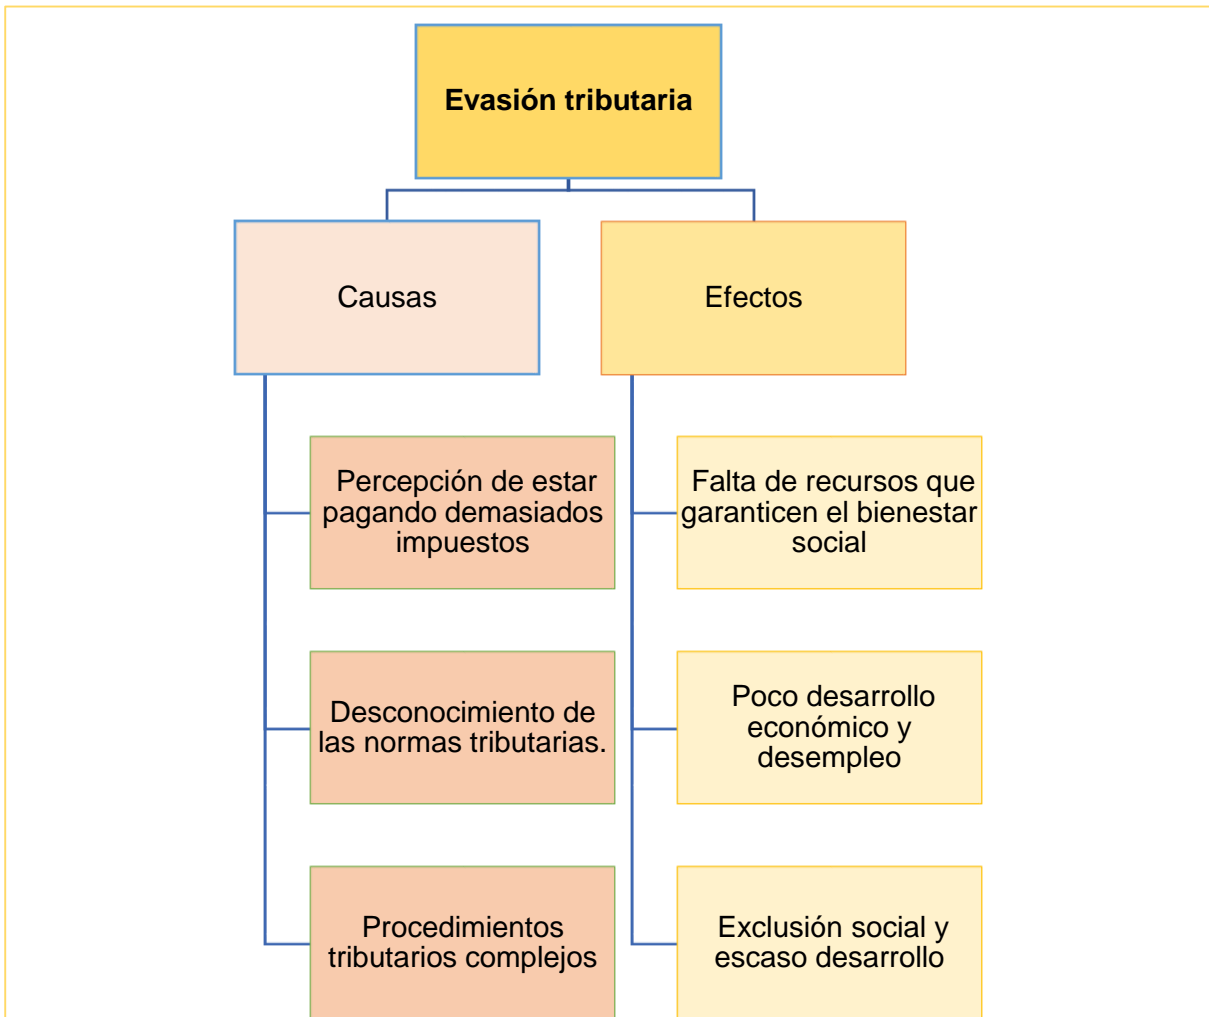 Evasión tributaria
Causas
Efectos
Percepción de estar
pagando demasiados
impuestos
Falta de recursos que
garanticen el bienestar
social
Desconocimiento de
las normas tributarias.
Poco desarrollo
económico y
desempleo
Procedimientos
tributarios complejos
Exclusión social y
escaso desarrollo